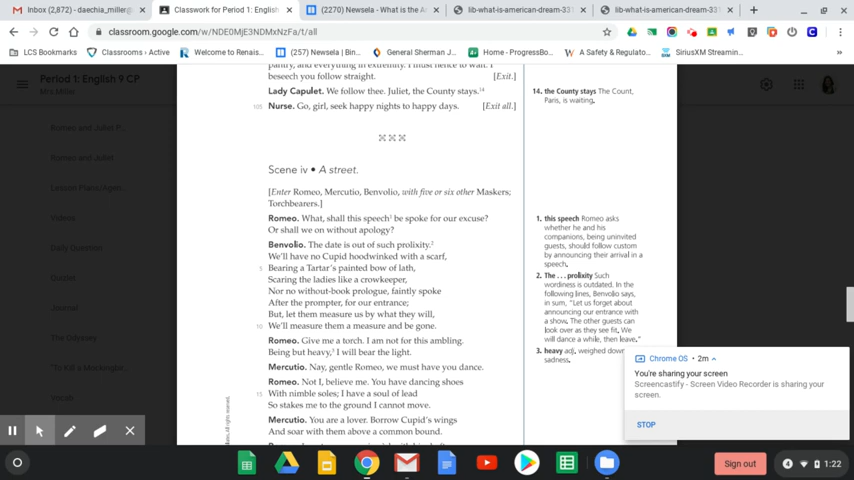 Inbox (2,872) - daechia_miller@
Classwork for Period 1: English
(2270) Newsela - What is the A
lib-what-is-american-dream-331
lib-what-is-american-dream-331
classroom.google.com/w/NDE0MjE3NDMxNzFa/t/all
LCS Bookmarks
Classrooms › Active
Welcome to Renais...
(257) Newsela | Bin...
General Sherman J...
Home - ProgressBo...
A Safety & Regulato...
SiriusXM Streamin...
Period 1: English 9 CP
Mrs Miller
Romeo and Juliet P...
Romeo and Juliet
Lesson Plans/Agen...
Videos
Daily Question
Quizlet
Journal
The Odyssey
"To Kill a Mockingbir...
Vocab
pantry, and everything in extremity. I must hence to wait. I
beseech you follow straight. [Exit.]
Lady Capulet. We follow thee. Juliet, the County stays.14
105 Nurse. Go, girl, seek happy nights to happy days. [Exit all.]
Scene iv • A street.
[Enter Romeo, Mercutio, Benvolio, with five or six other Maskers;
Torchbearers.]
Romeo. What, shall this speech1 be spoke for our excuse?
Or shall we on without apology?
Benvolio. The date is out of such prolixity.2
We'll have no Cupid hoodwinked with a scarf,
5 Bearing a Tartar's painted bow of lath,
Scaring the ladies like a crowkeeper,
Nor no without-book prologue, faintly spoke
After the prompter, for our entrance;
But, let them measure us by what they will,
10 We'll measure them a measure and be gone.
Romeo. Give me a torch. I am not for this ambling.
Being but heavy,3 I will bear the light.
Mercutio. Nay, gentle Romeo, we must have you dance.
Romeo. Not I, believe me. You have dancing shoes
15 With nimble soles; I have a soul of lead
So stakes me to the ground I cannot move.
Mercutio. You are a lover. Borrow Cupid's wings
And soar with them above a common bound.
All rights reserved.
14. the County stays The Count,
Paris, is waiting.
1. this speech Romeo asks
whether he and his
companions, being uninvited
guests, should follow custom
by announcing their arrival in a
speech.
2. The . . . prolixity Such
wordiness is outdated. In the
following lines, Benvolio says,
in sum, "Let us forget about
announcing our entrance with
a show. The other guests can
look over as they see fit. We
will dance a while, then leave."
3. heavy adj. weighed down
sadness.
Chrome OS • 2m
You're sharing your screen
Screencastify - Screen Video Recorder is sharing your
screen.
STOP
Sign out
4
1:22